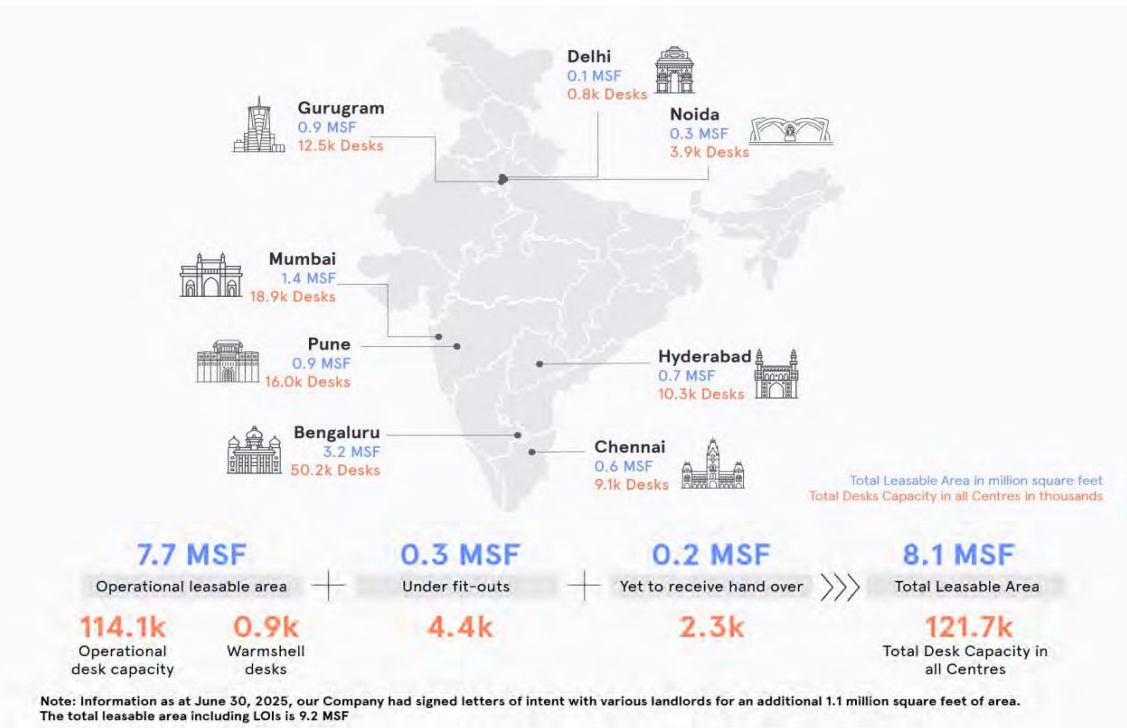 Delhi
0.1 MSF
0.8k Desks
Gurugram
0.9 MSF
12.5k Desks
Noida
0.3 MSF
3.9k Desks
Mumbai
1.4 MSF
18.9k Desks
Pune
0.9 MSF
16.0k Desks
Hyderabad
0.7 MSF
10.3k Desks
Bengaluru
3.2 MSF
50.2k Desks
Chennai
0.6 MSF
9.1k Desks
Total Leasable Area in million square feet
Total Desks Capacity in all Centres in thousands
7.7 MSF
Operational leasable area
+
0.3 MSF
Under fit-outs
+
0.2 MSF
Yet to receive hand over
8.1 MSF
Total Leasable Area
114.1k
Operational
desk capacity
0.9k
Warmshell
desks
4.4k
2.3k
121.7k
Total Desk Capacity in
all Centres
Note: Information as at June 30, 2025, our Company had signed letters of intent with various landlords for an additional 1.1 million square feet of area.
The total leasable area including LOIs is 9.2 MSF